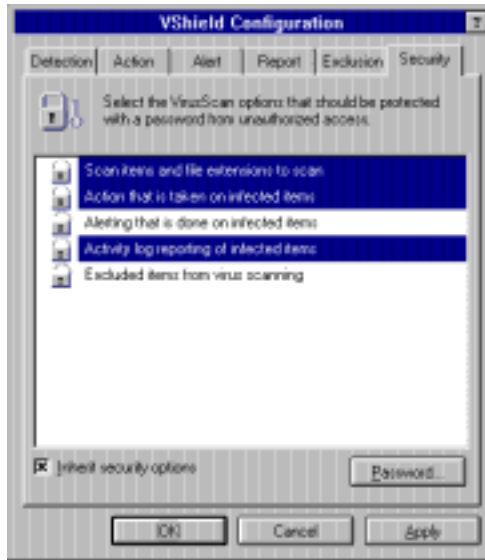 VShield Configuration
?
Detection Action Alert Report Exclusion Security
Select the VirusScan options that should be protected
with a password from unauthorized access.
Scan items and file extensions to scan
Action that is taken on infected items
Alerting that is done on infected items
Activity log reporting of infected items
Excluded items from virus scanning
Inherit security options
Password...
OK Cancel Apply